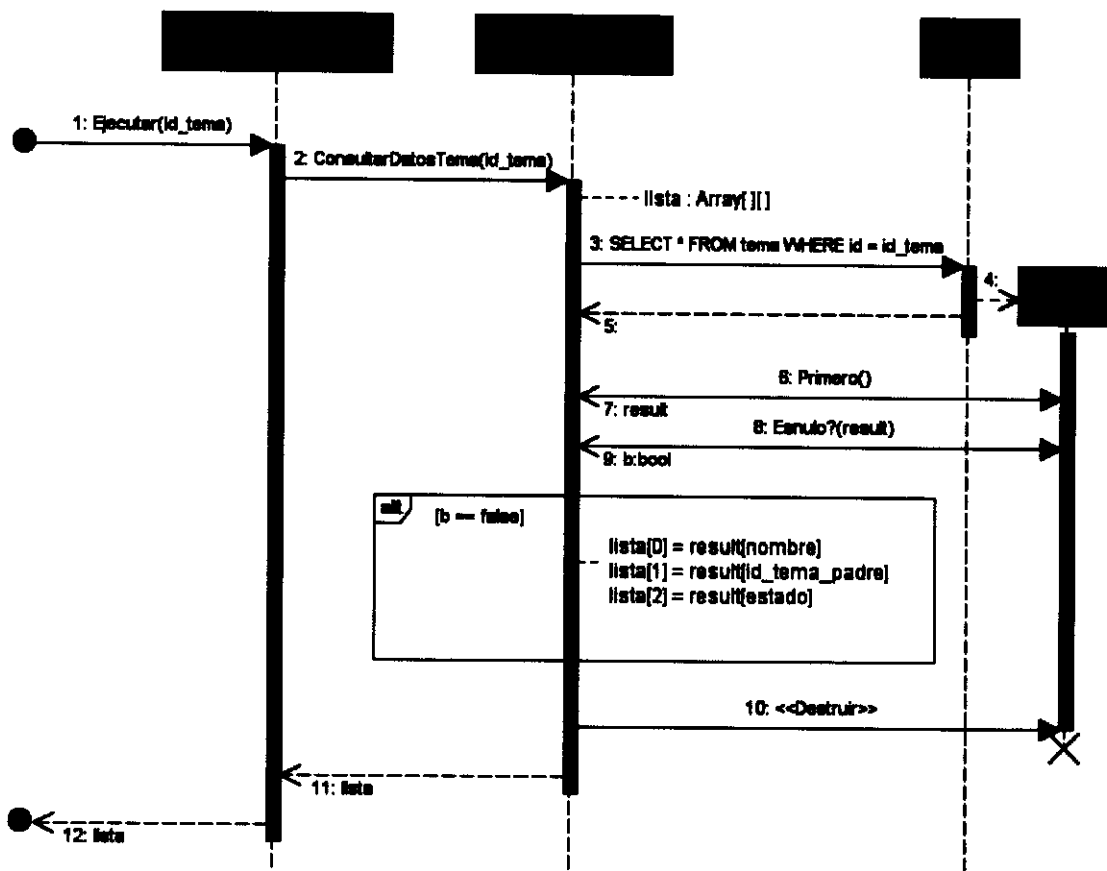 1: Ejecutar(id_tema)
2: ConsultarDatosTema(id_tema)
lista : Array[ ][ ]
3: SELECT * FROM tema WHERE id = id_tema
4:
5:
6: Primero()
7: result
8: Esnulo?(result)
9: b:bool
alt
[b == false]
lista[0] = result[nombre]
lista[1] = result[id_tema_padre]
lista[2] = result[estado]
10: <<Destruir>>
11: lista
12: lista